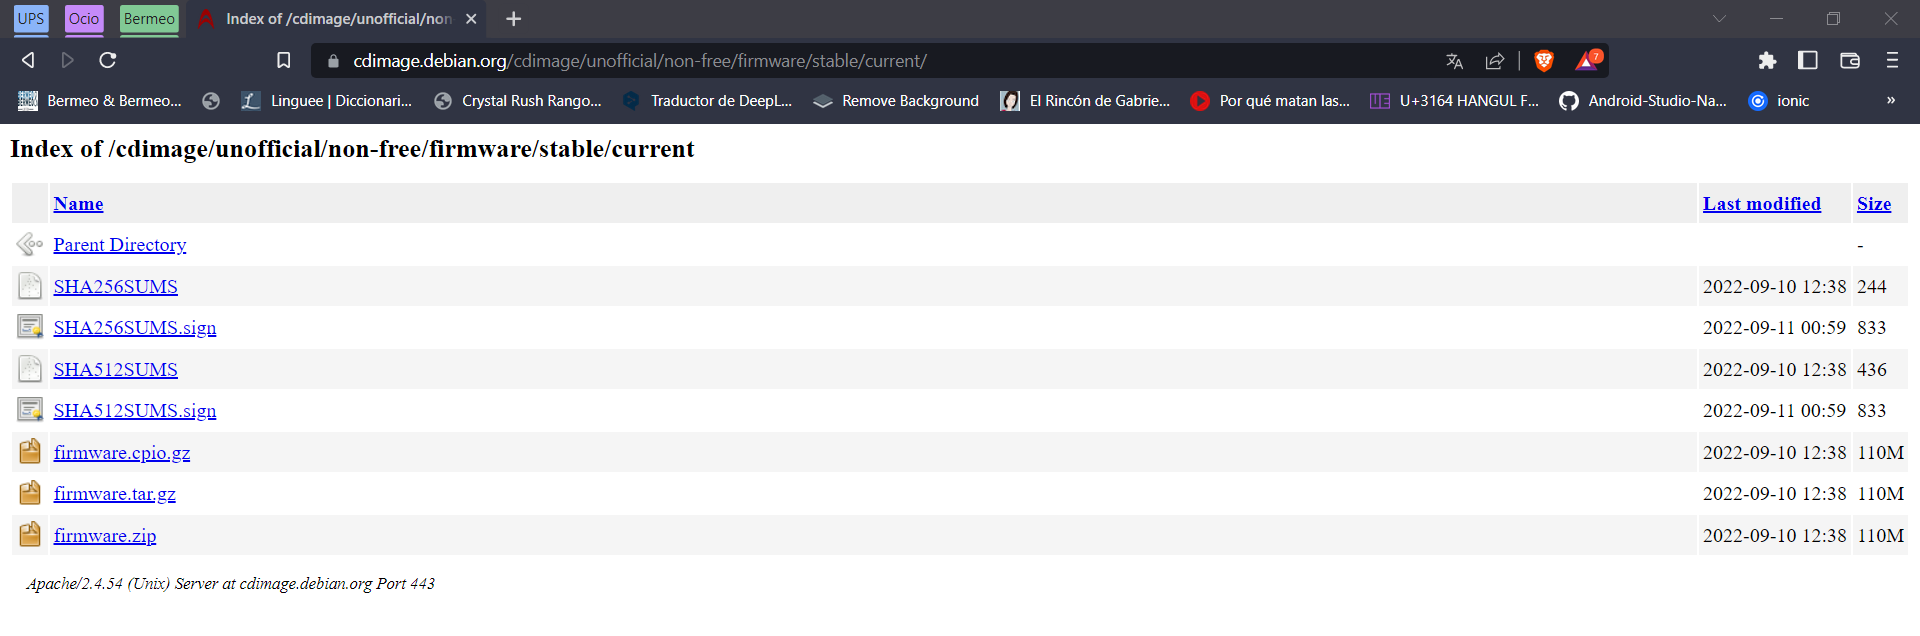 UPS Ocio Bermeo Index of /cdimage/unofficial/non
cdimage.debian.org/cdimage/unofficial/non-free/firmware/stable/current/ 7
Bermeo & Bermeo... Linguee | Diccionari... Crystal Rush Rango... Traductor de DeepL... Remove Background El Rincón de Gabrie... Por qué matan las... U+3164 HANGUL F... Android-Studio-Na... ionic »
Index of /cdimage/unofficial/non-free/firmware/stable/current
Name Last modified Size
Parent Directory -
SHA256SUMS 2022-09-10 12:38 244
SHA256SUMS.sign 2022-09-11 00:59 833
SHA512SUMS 2022-09-10 12:38 436
SHA512SUMS.sign 2022-09-11 00:59 833
firmware.cpio.gz 2022-09-10 12:38 110M
firmware.tar.gz 2022-09-10 12:38 110M
firmware.zip 2022-09-10 12:38 110M
Apache/2.4.54 (Unix) Server at cdimage.debian.org Port 443